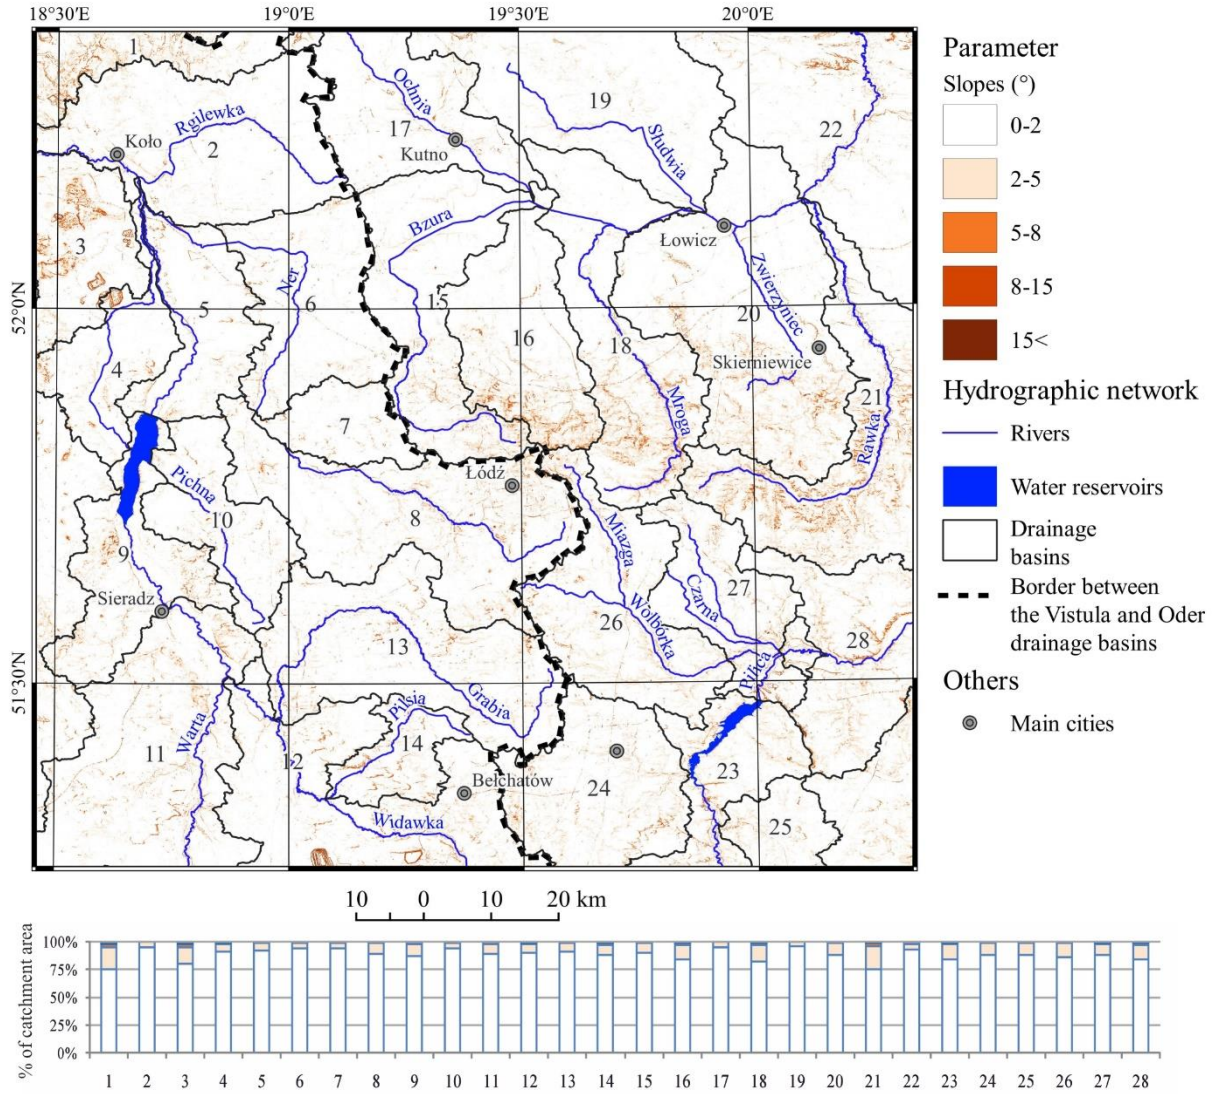 18°30′E
19°0′E
19°30′E
20°0′E
52°0′N
51°30′N
1
Ochnia
19
22
17
Koło
Rgilewka
2
Kutno
Słudwia
3
Bzura
Łowicz
Ner
Zwierzyniec
5
6
15
20
16
18
Skierniewice
4
Mroga
21
Rawka
7
Łódź
Pichna
10
8
Miazga
9
27
Czarna
Sieradz
26
Wolbórka
28
13
Pilica
Grabia
Pilsia
Warta
11
14
12
23
Bełchatów
24
Widawka
25
Parameter
Slopes (°)
0-2
2-5
5-8
8-15
15<
Hydrographic network
Rivers
Water reservoirs
Drainage
basins
Border between
the Vistula and Oder
drainage basins
Others
Main cities
10 0 10 20 km
% of catchment area
100%
75%
50%
25%
0%
1 2 3 4 5 6 7 8 9 10 11 12 13 14 15 16 17 18 19 20 21 22 23 24 25 26 27 28